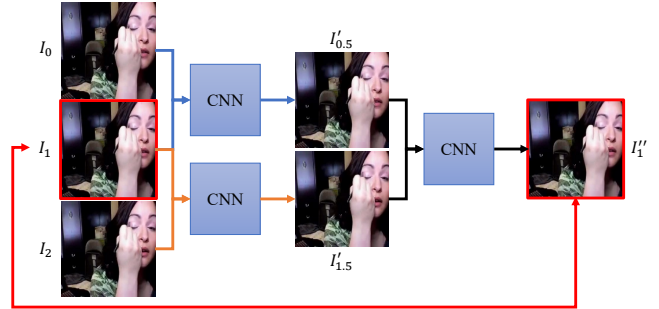 I₀
I₁
I₂
CNN
CNN
I′₀.₅
I′₁.₅
CNN
I″₁